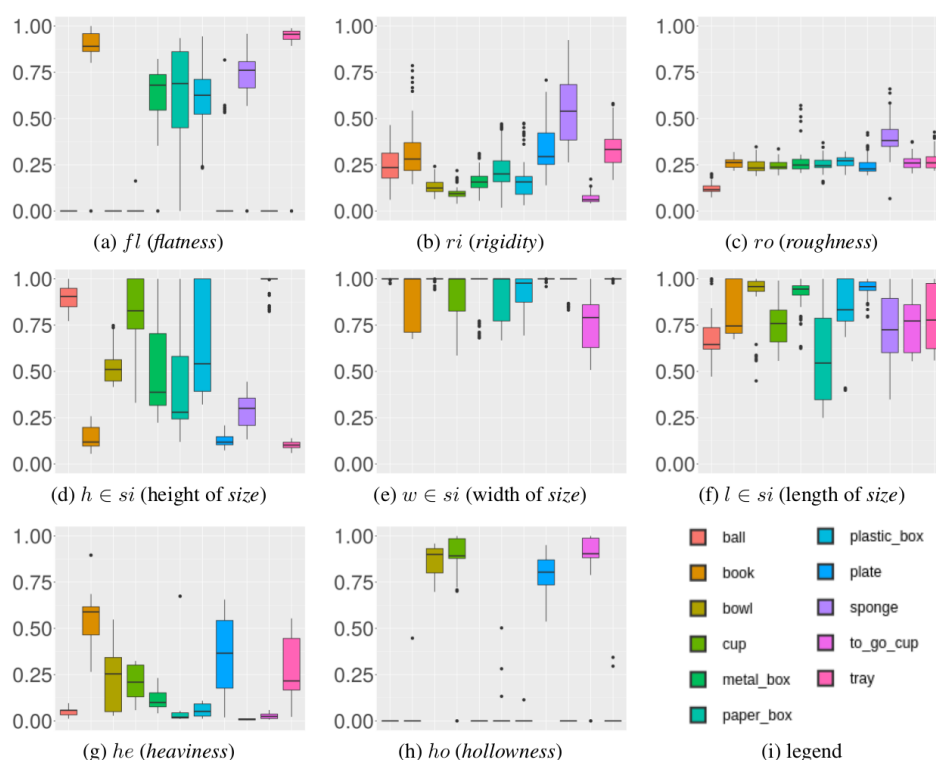 1.00 1.00 1.00
0.75 0.75 0.75
0.50 0.50 0.50
0.25 0.25 0.25
0.00 0.00 0.00
(a) fl (flatness) (b) ri (rigidity) (c) ro (roughness)
1.00 1.00 1.00
0.75 0.75 0.75
0.50 0.50 0.50
0.25 0.25 0.25
0.00 0.00 0.00
(d) h ∈ si (height of size) (e) w ∈ si (width of size) (f) l ∈ si (length of size)
1.00 1.00
0.75 0.75
0.50 0.50
0.25 0.25
0.00 0.00
ball plastic_box
book plate
bowl sponge
cup to_go_cup
metal_box tray
paper_box
(g) he (heaviness) (h) ho (hollowness) (i) legend